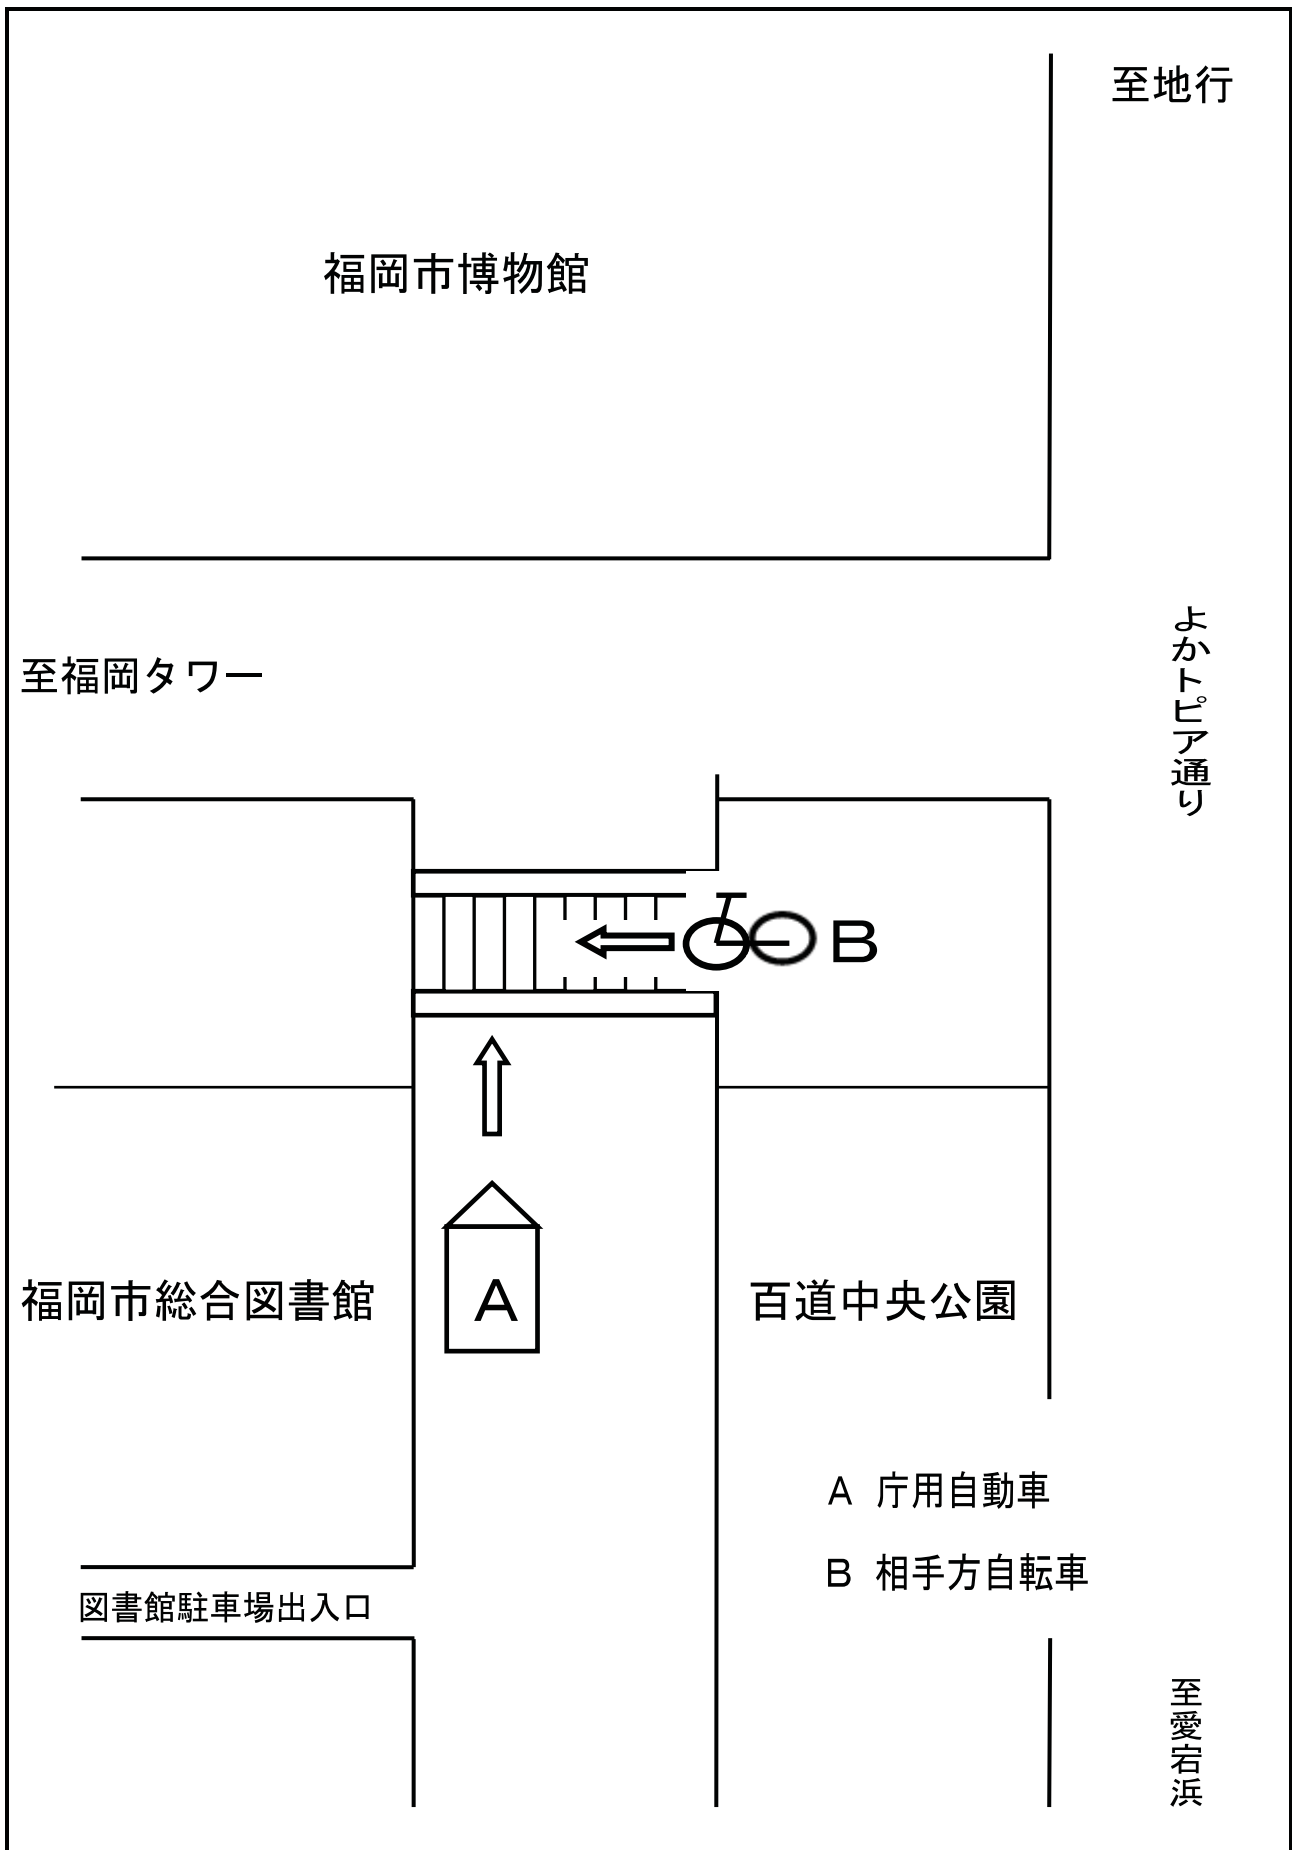 至地行
福岡市博物館
よかトピア通り
至福岡タワー
B
A
福岡市総合図書館
百道中央公園
A 庁用自動車
B 相手方自転車
図書館駐車場出入口
至愛宕浜